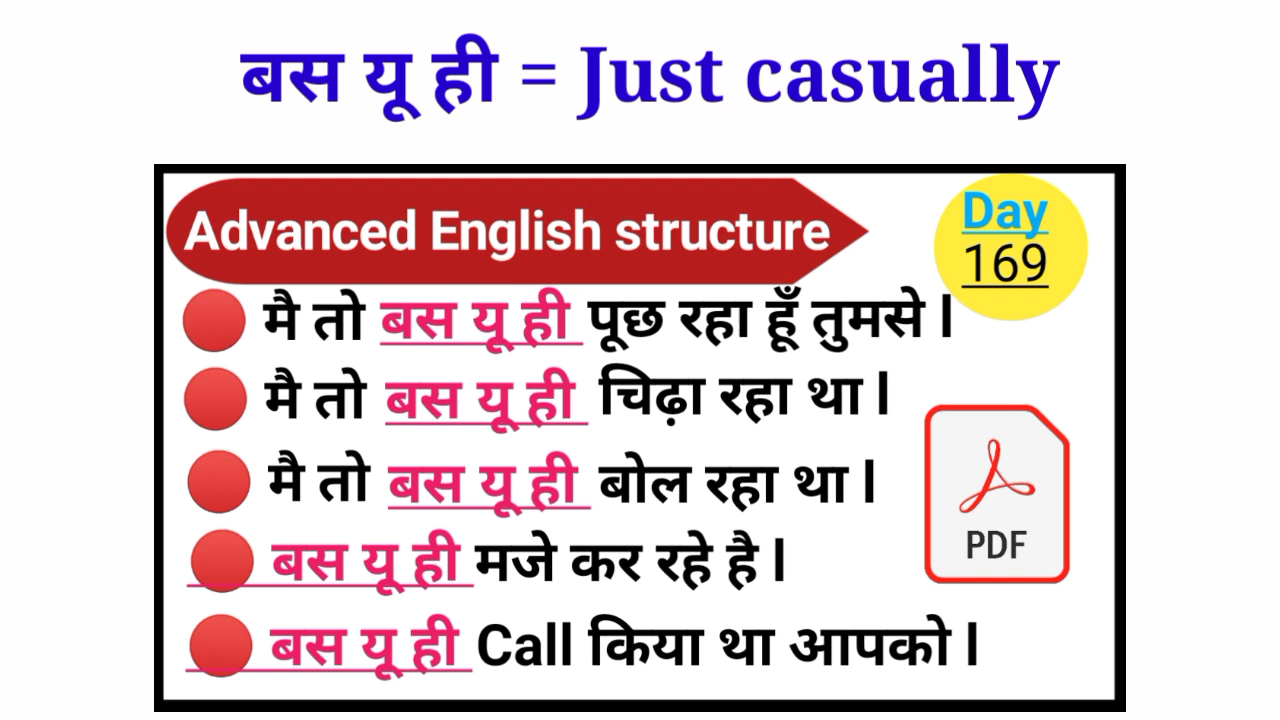 बस यू ही = Just casually
Advanced English structure
Day
169
मै तो बस यू ही पूछ रहा हूँ तुमसे l
मै तो बस यू ही चिढ़ा रहा था l
मै तो बस यू ही बोल रहा था l
बस यू ही मजे कर रहे है l
बस यू ही Call किया था आपको l
PDF